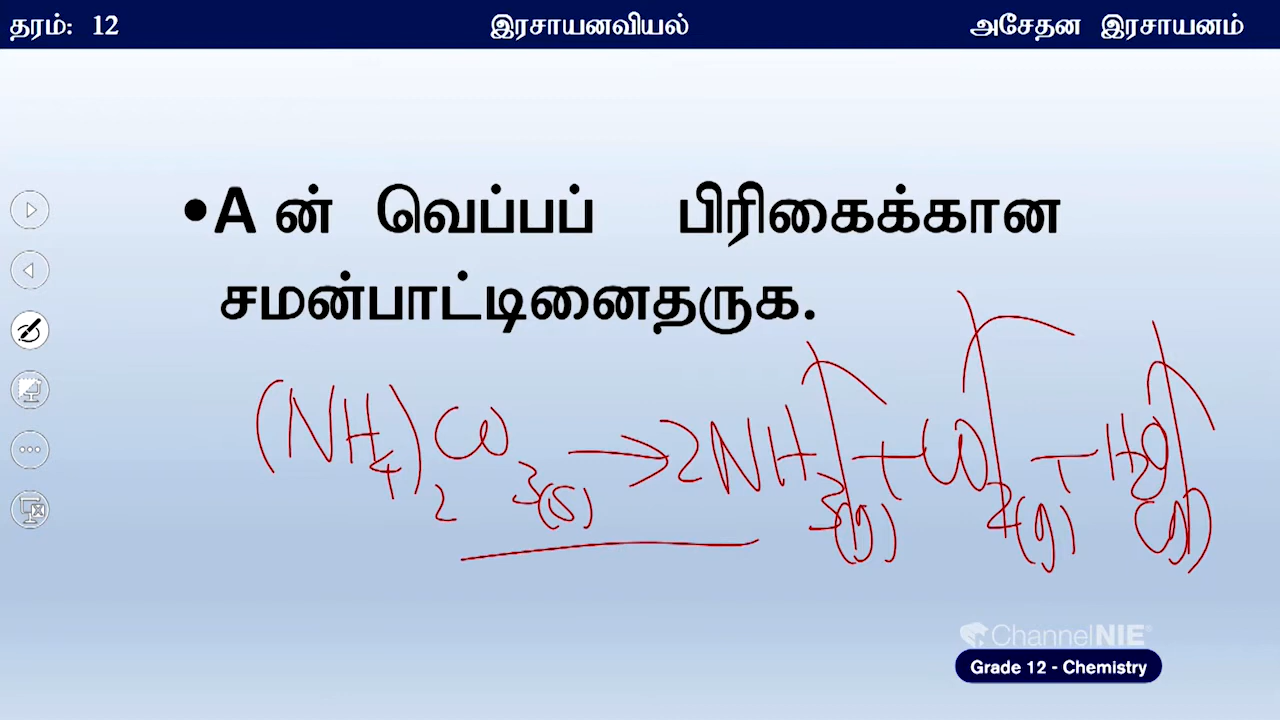 தரம்: 12 இரசாயனவியல் அசேதன இரசாயனம்
•A ன் வெப்பப் பிரிகைக்கான
சமன்பாட்டினைதருக.
(NH₄)₂CO₃(s) → 2NH₃(g) + CO₂(g) + H₂O(g)
ChannelNIE
Grade 12 - Chemistry